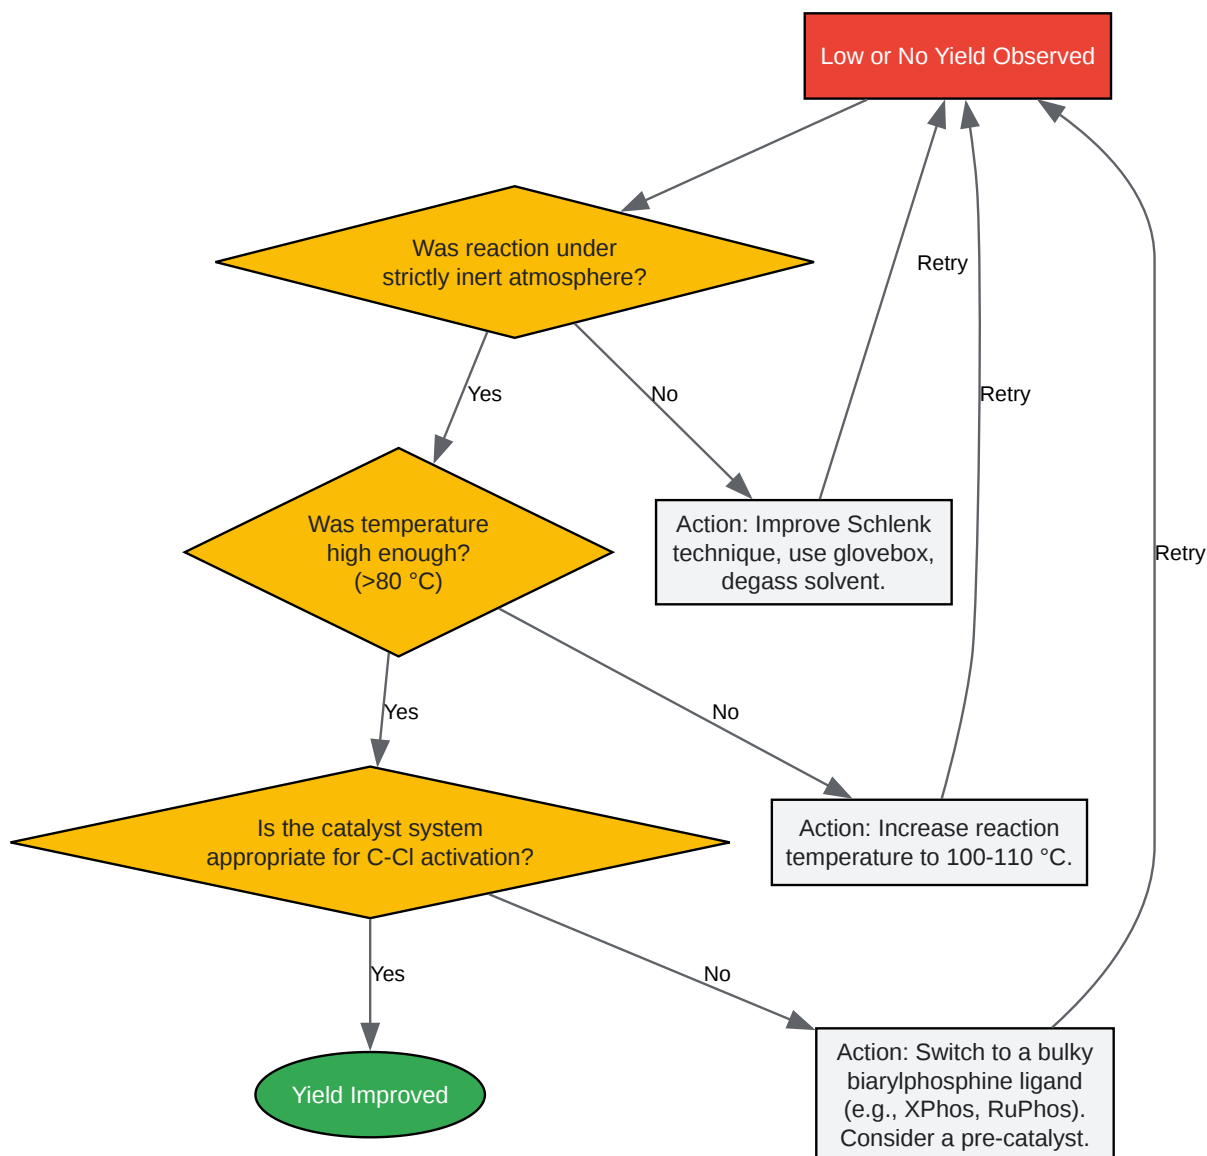 Low or No Yield Observed
Was reaction under
strictly inert atmosphere?
Retry
Yes
No
Retry
Was temperature
high enough?
(>80 °C)
Action: Improve Schlenk
technique, use glovebox,
degass solvent.
Retry
Yes
No
Is the catalyst system
appropriate for C-Cl activation?
Action: Increase reaction
temperature to 100-110 °C.
Yes
No
Yield Improved
Action: Switch to a bulky
biarylphosphine ligand
(e.g., XPhos, RuPhos).
Consider a pre-catalyst.